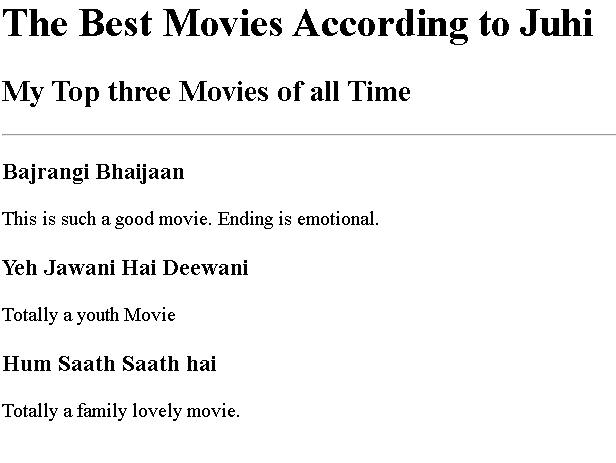 The Best Movies According to Juhi
My Top three Movies of all Time
Bajrangi Bhaijaan
This is such a good movie. Ending is emotional.
Yeh Jawani Hai Deewani
Totally a youth Movie
Hum Saath Saath hai
Totally a family lovely movie.